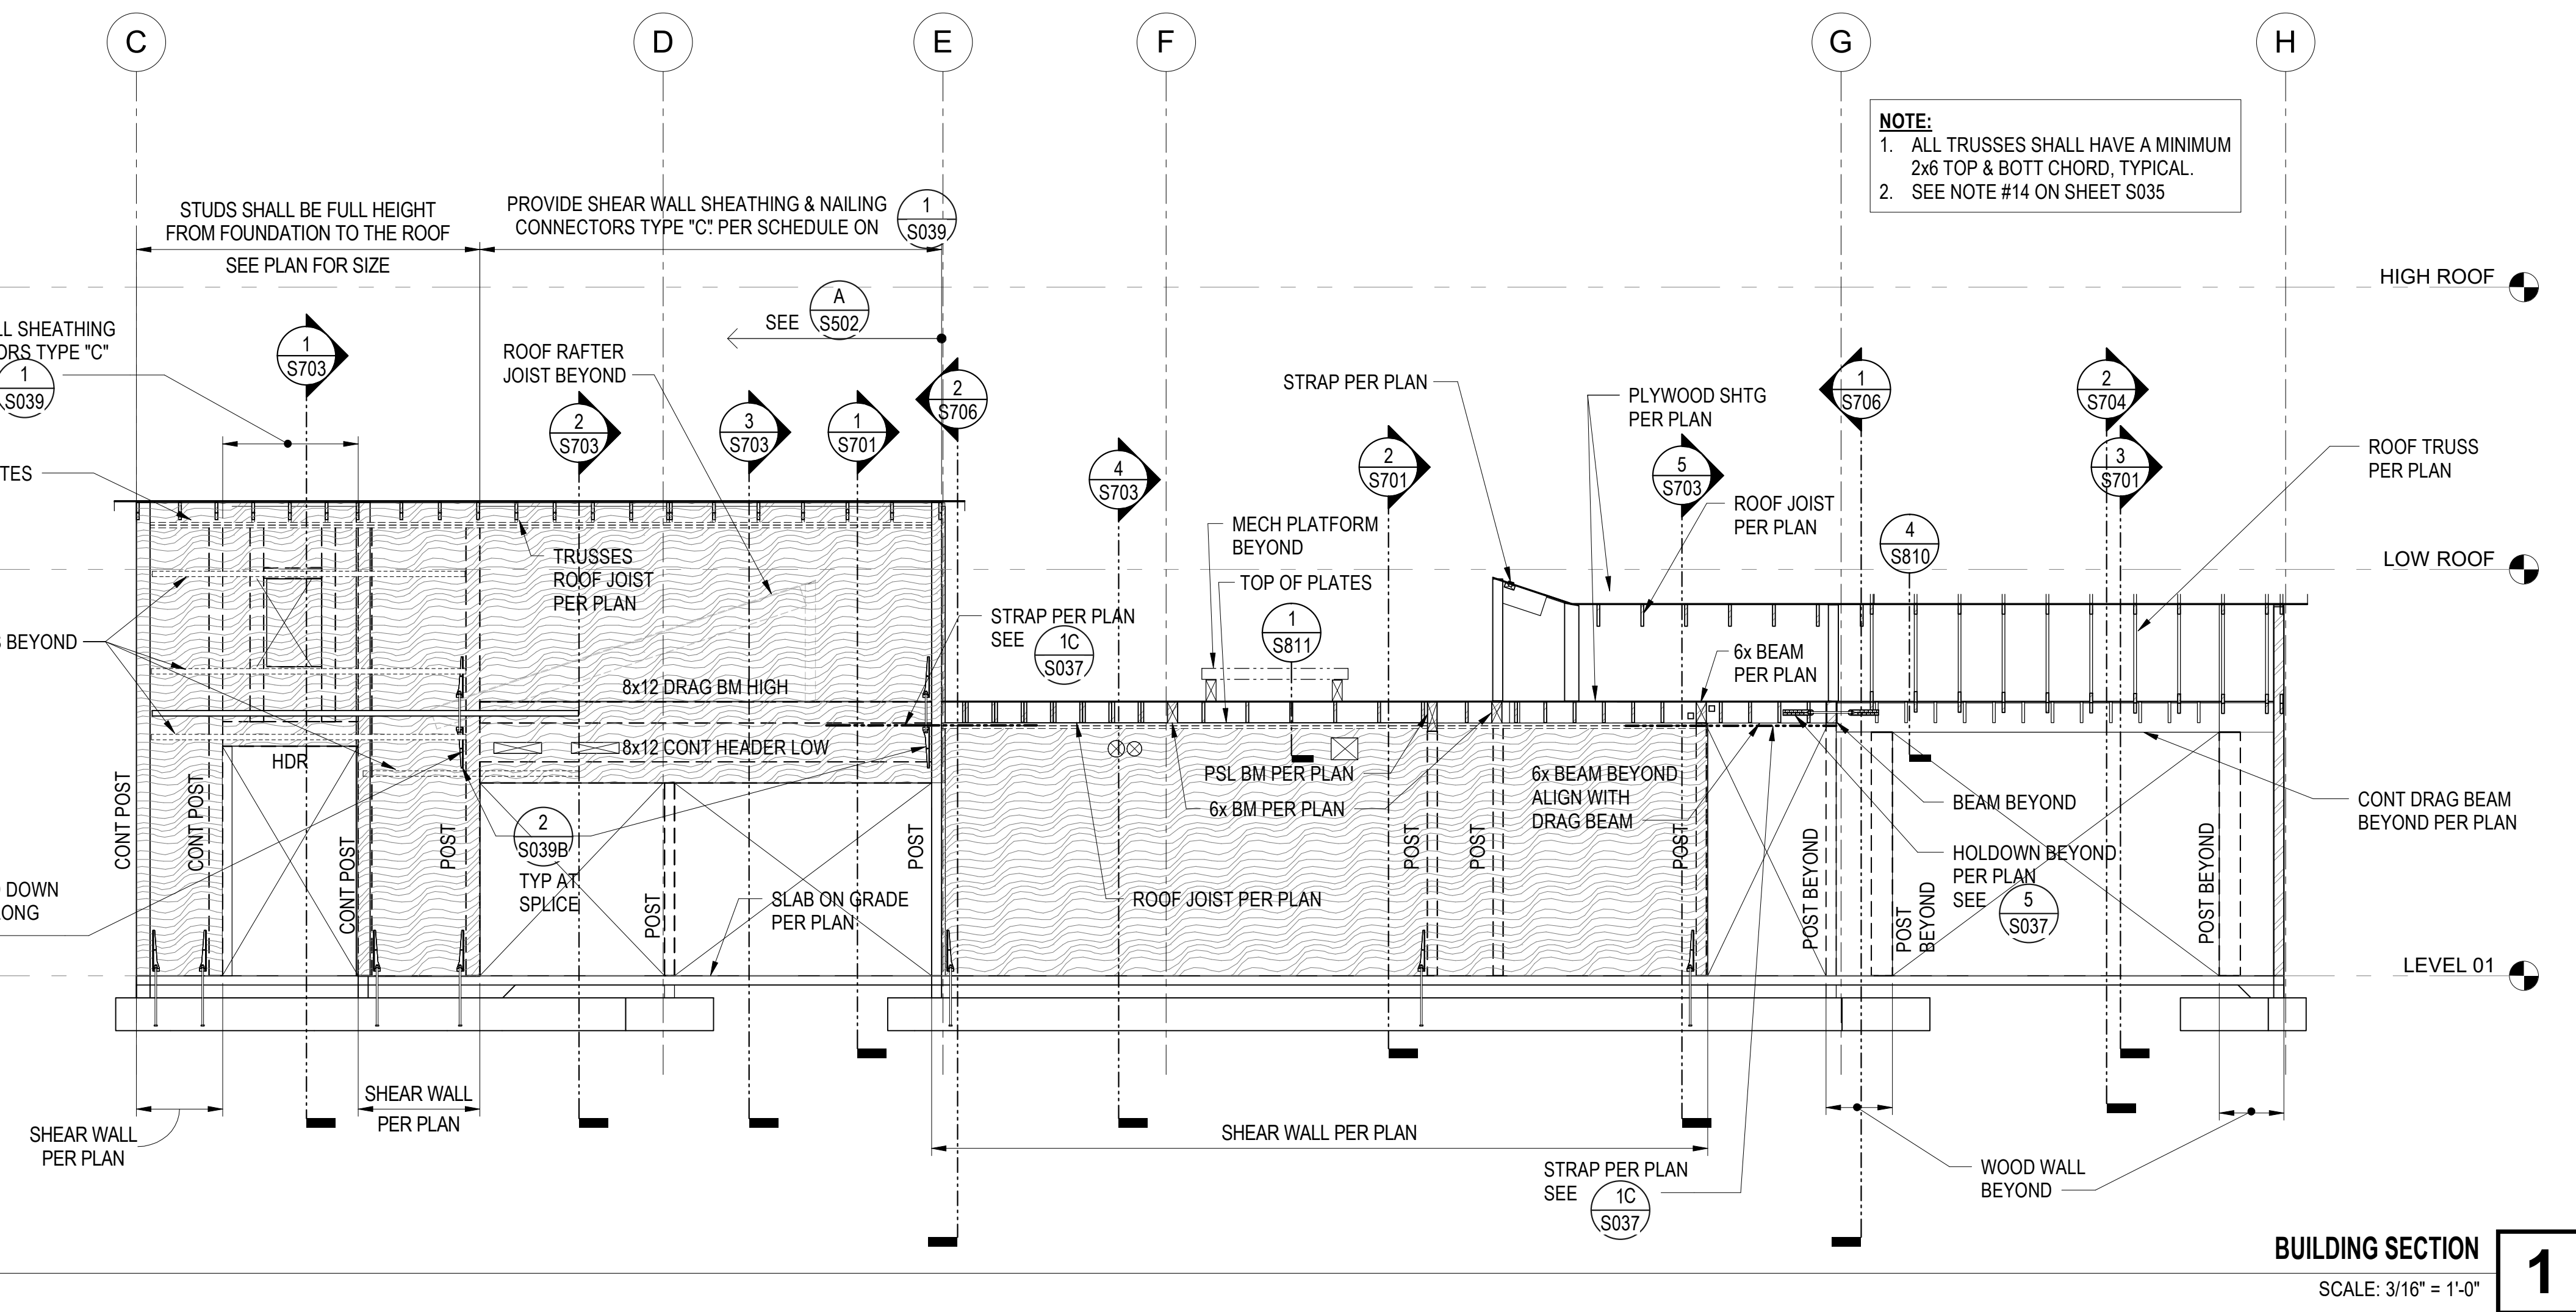 C
D
E
F
G
H
NOTE:
1. ALL TRUSSES SHALL HAVE A MINIMUM
2x6 TOP & BOTT CHORD, TYPICAL.
2. SEE NOTE #14 ON SHEET S035
STUDS SHALL BE FULL HEIGHT
FROM FOUNDATION TO THE ROOF
SEE PLAN FOR SIZE
PROVIDE SHEAR WALL SHEATHING & NAILING
CONNECTORS TYPE "C". PER SCHEDULE ON
1
S039
HIGH ROOF
SEE
A
S502
LL SHEATHING
ORS TYPE "C"
1
S039
1
S703
ROOF RAFTER
JOIST BEYOND
2
S703
3
S703
1
S701
2
S706
4
S703
STRAP PER PLAN
2
S701
PLYWOOD SHTG
PER PLAN
5
S703
1
S706
2
S704
3
S701
ROOF TRUSS
PER PLAN
TES
ROOF JOIST
PER PLAN
MECH PLATFORM
BEYOND
4
S810
LOW ROOF
TRUSSES
ROOF JOIST
PER PLAN
TOP OF PLATES
STRAP PER PLAN
SEE
1C
S037
1
S811
S BEYOND
6x BEAM
PER PLAN
8x12 DRAG BM HIGH
8x12 CONT HEADER LOW
HDR
PSL BM PER PLAN
6x BM PER PLAN
6x BEAM BEYOND
ALIGN WITH
DRAG BEAM
BEAM BEYOND
CONT DRAG BEAM
BEYOND PER PLAN
CONT POST
CONT POST
CONT POST
POST
2
S039B
TYP AT
SPLICE
POST
POST
POST
POST
POST
POST BEYOND
POST
BEYOND
POST BEYOND
HOLDOWN BEYOND
PER PLAN
SEE
5
S037
DOWN
ONG
SLAB ON GRADE
PER PLAN
ROOF JOIST PER PLAN
LEVEL 01
SHEAR WALL
PER PLAN
SHEAR WALL
PER PLAN
SHEAR WALL PER PLAN
STRAP PER PLAN
SEE
1C
S037
WOOD WALL
BEYOND
BUILDING SECTION
1
SCALE: 3/16" = 1'-0"